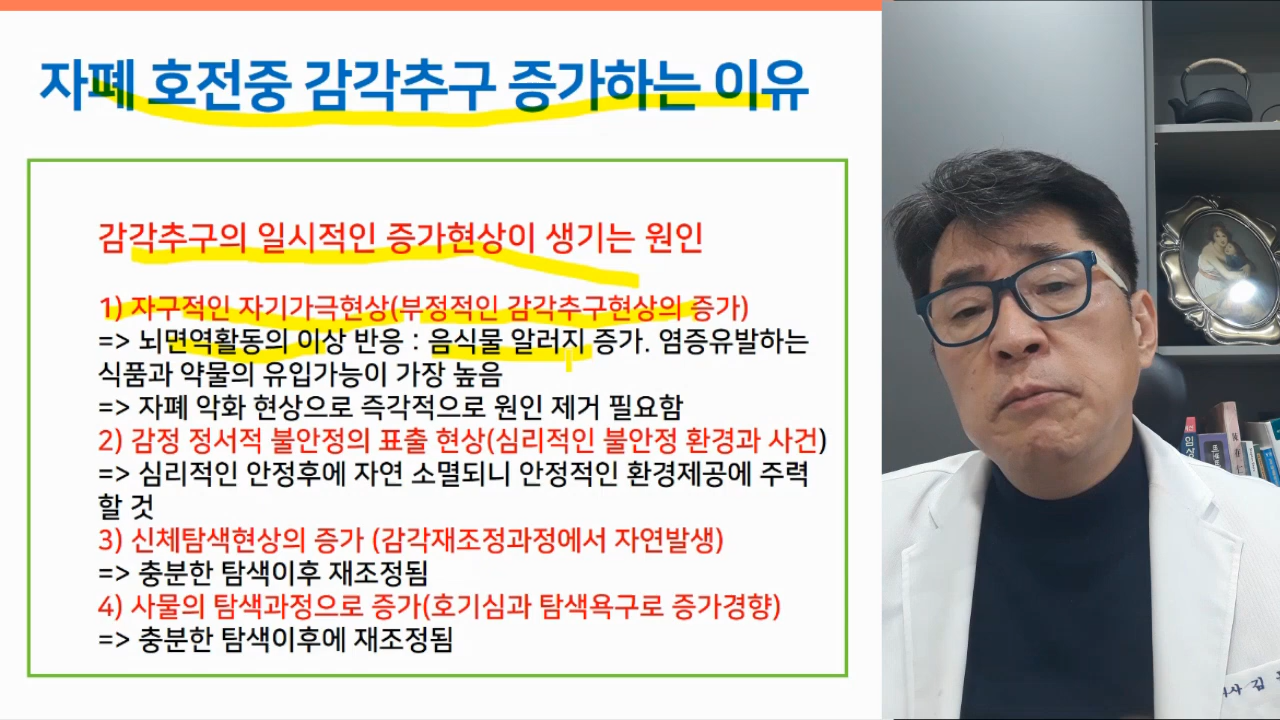 자폐 호전중 감각추구 증가하는 이유
감각추구의 일시적인 증가현상이 생기는 원인
1) 자구적인 자기가극현상(부정적인 감각추구현상의 증가)
=> 뇌면역활동의 이상 반응 : 음식물 알러지 증가. 염증유발하는
식품과 약물의 유입가능이 가장 높음
=> 자폐 악화 현상으로 즉각적으로 원인 제거 필요함
2) 감정 정서적 불안정의 표출 현상(심리적인 불안정 환경과 사건)
=> 심리적인 안정후에 자연 소멸되니 안정적인 환경제공에 주력
할 것
3) 신체탐색현상의 증가 (감각재조정과정에서 자연발생)
=> 충분한 탐색이후 재조정됨
4) 사물의 탐색과정으로 증가(호기심과 탐색욕구로 증가경향)
=> 충분한 탐색이후에 재조정됨
김